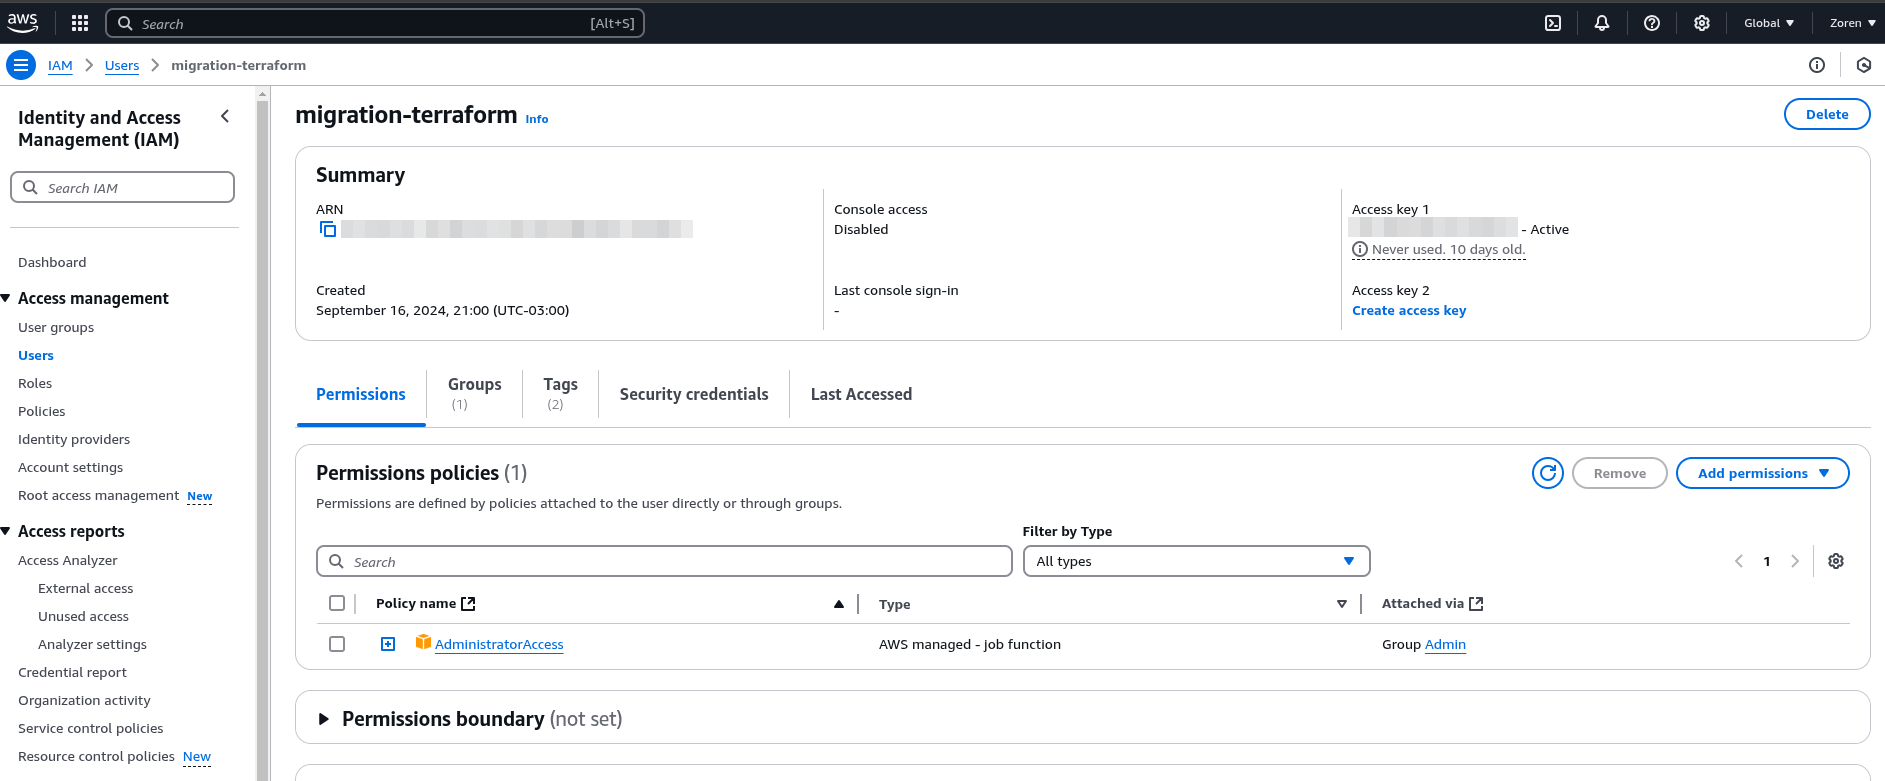 aws Search [Alt+S] Global Zoren
IAM Users migration-terraform
Identity and Access
Management (IAM)
Search IAM
Dashboard
Access management
User groups
Users
Roles
Policies
Identity providers
Account settings
Root access management New
Access reports
Access Analyzer
External access
Unused access
Analyzer settings
Credential report
Organization activity
Service control policies
Resource control policies New
migration-terraform Info
Delete
Summary
ARN
Created
September 16, 2024, 21:00 (UTC-03:00)
Console access
Disabled
Last console sign-in
-
Access key 1
- Active
Never used. 10 days old.
Access key 2
Create access key
Permissions
Groups
(1)
Tags
(2)
Security credentials
Last Accessed
Permissions policies (1)
Remove
Add permissions
Permissions are defined by policies attached to the user directly or through groups.
Filter by Type
Search
All types
1
Policy name Type Attached via
AdministratorAccess AWS managed - job function Group Admin
Permissions boundary (not set)